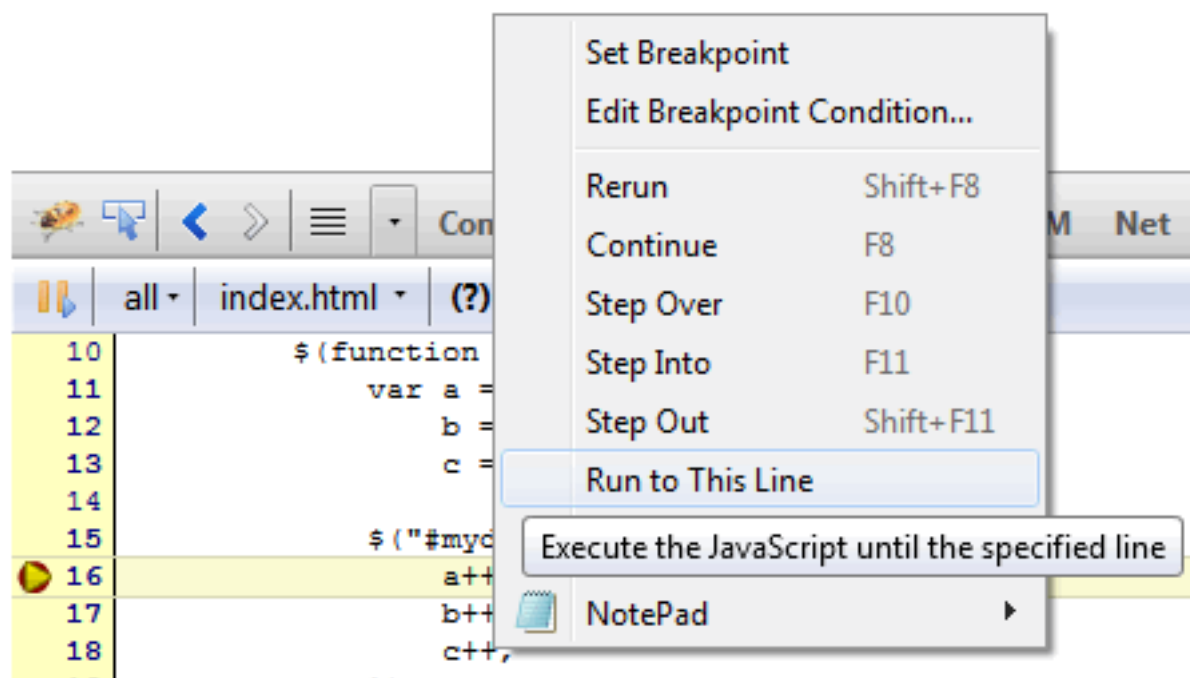 Set Breakpoint
Edit Breakpoint Condition...
Rerun Shift+F8
Continue F8
Step Over F10
Step Into F11
Step Out Shift+F11
Run to This Line
Execute the JavaScript until the specified line
NotePad
Con M Net
all index.html (?)
10 $(function
11 var a =
12 b =
13 c =
14
15 $("#myd
16 a++
17 b++
18 c++,